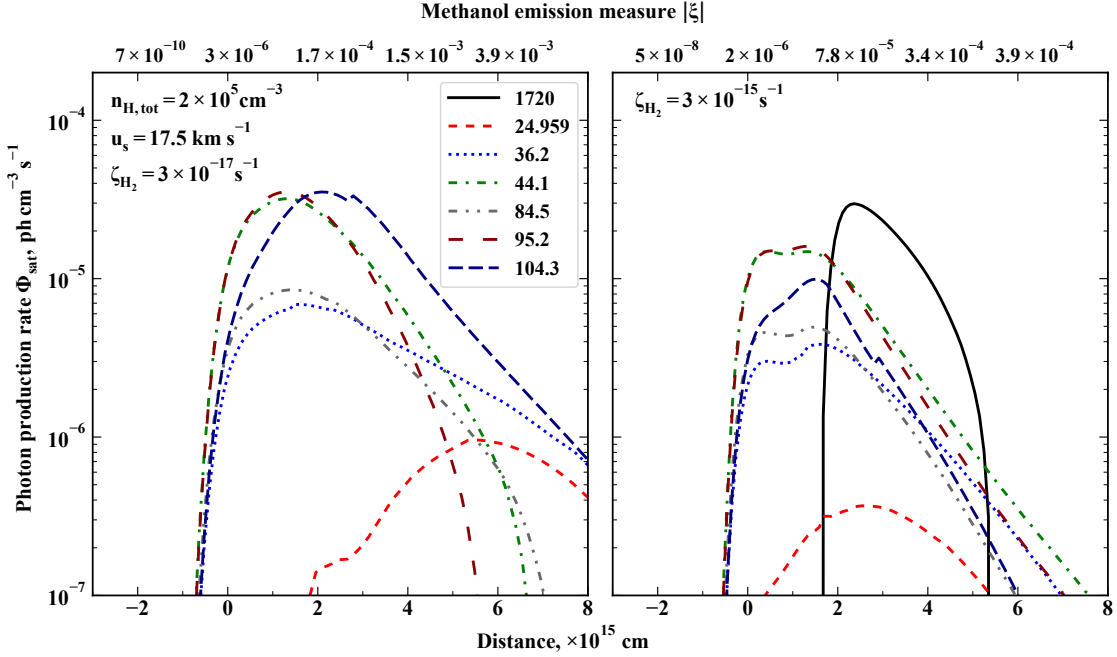 Methanol emission measure |ξ|
7 × 10⁻¹⁰ 3 × 10⁻⁶ 1.7 × 10⁻⁴ 1.5 × 10⁻³ 3.9 × 10⁻³ 5 × 10⁻⁸ 2 × 10⁻⁶ 7.8 × 10⁻⁵ 3.4 × 10⁻⁴ 3.9 × 10⁻⁴
n_H, tot = 2 × 10⁵ cm⁻³
u_s = 17.5 km s⁻¹
ζ_H₂ = 3 × 10⁻¹⁷ s⁻¹
1720
24.959
36.2
44.1
84.5
95.2
104.3
ζ_H₂ = 3 × 10⁻¹⁵ s⁻¹
Photon production rate Φ_sat, ph cm⁻³ s⁻¹
10⁻⁴
10⁻⁵
10⁻⁶
10⁻⁷
−2 0 2 4 6 8 −2 0 2 4 6 8
Distance, ×10¹⁵ cm